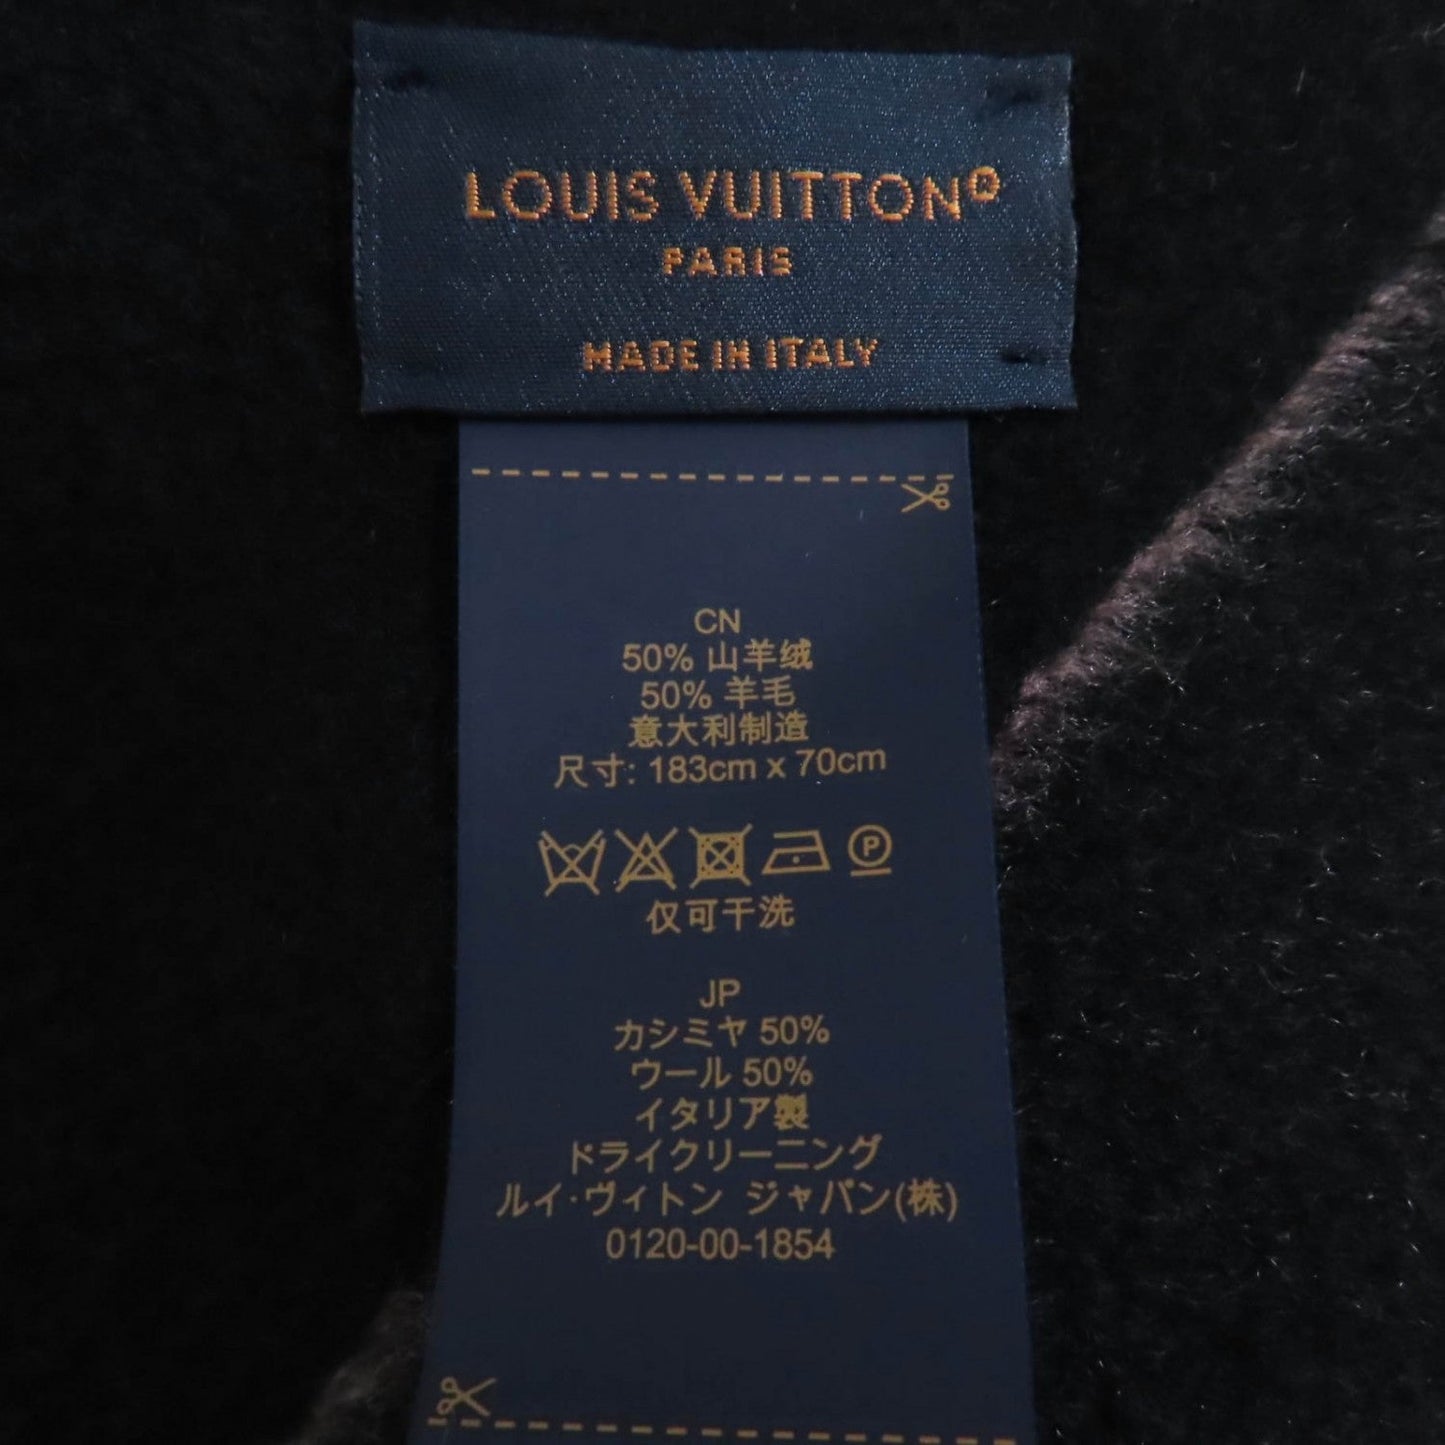 LOUIS VUITTON®
PARIS
MADE IN ITALY
CN
50% 山羊绒
50% 羊毛
意大利制造
尺寸: 183cm x 70cm
P
仅可干洗
JP
カシミヤ 50%
ウール 50%
イタリア製
ドライクリーニング
ルイ·ヴィトン ジャパン(株)
0120-00-1854